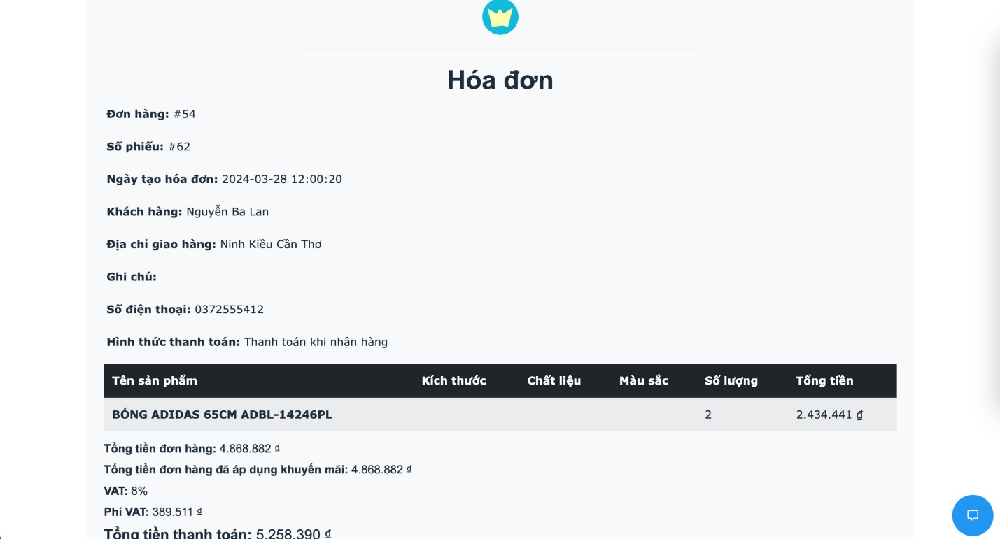 Hóa đơn
Đơn hàng: #54
Số phiếu: #62
Ngày tạo hóa đơn: 2024-03-28 12:00:20
Khách hàng: Nguyễn Ba Lan
Địa chỉ giao hàng: Ninh Kiều Cần Thơ
Ghi chú:
Số điện thoại: 0372555412
Hình thức thanh toán: Thanh toán khi nhận hàng
Tên sản phẩm Kích thước Chất liệu Màu sắc Số lượng Tổng tiền
BÓNG ADIDAS 65CM ADBL-14246PL 2 2.434.441 ₫
Tổng tiền đơn hàng: 4.868.882 ₫
Tổng tiền đơn hàng đã áp dụng khuyến mãi: 4.868.882 ₫
VAT: 8%
Phí VAT: 389.511 ₫
Tổng tiền thanh toán: 5.258.390 ₫